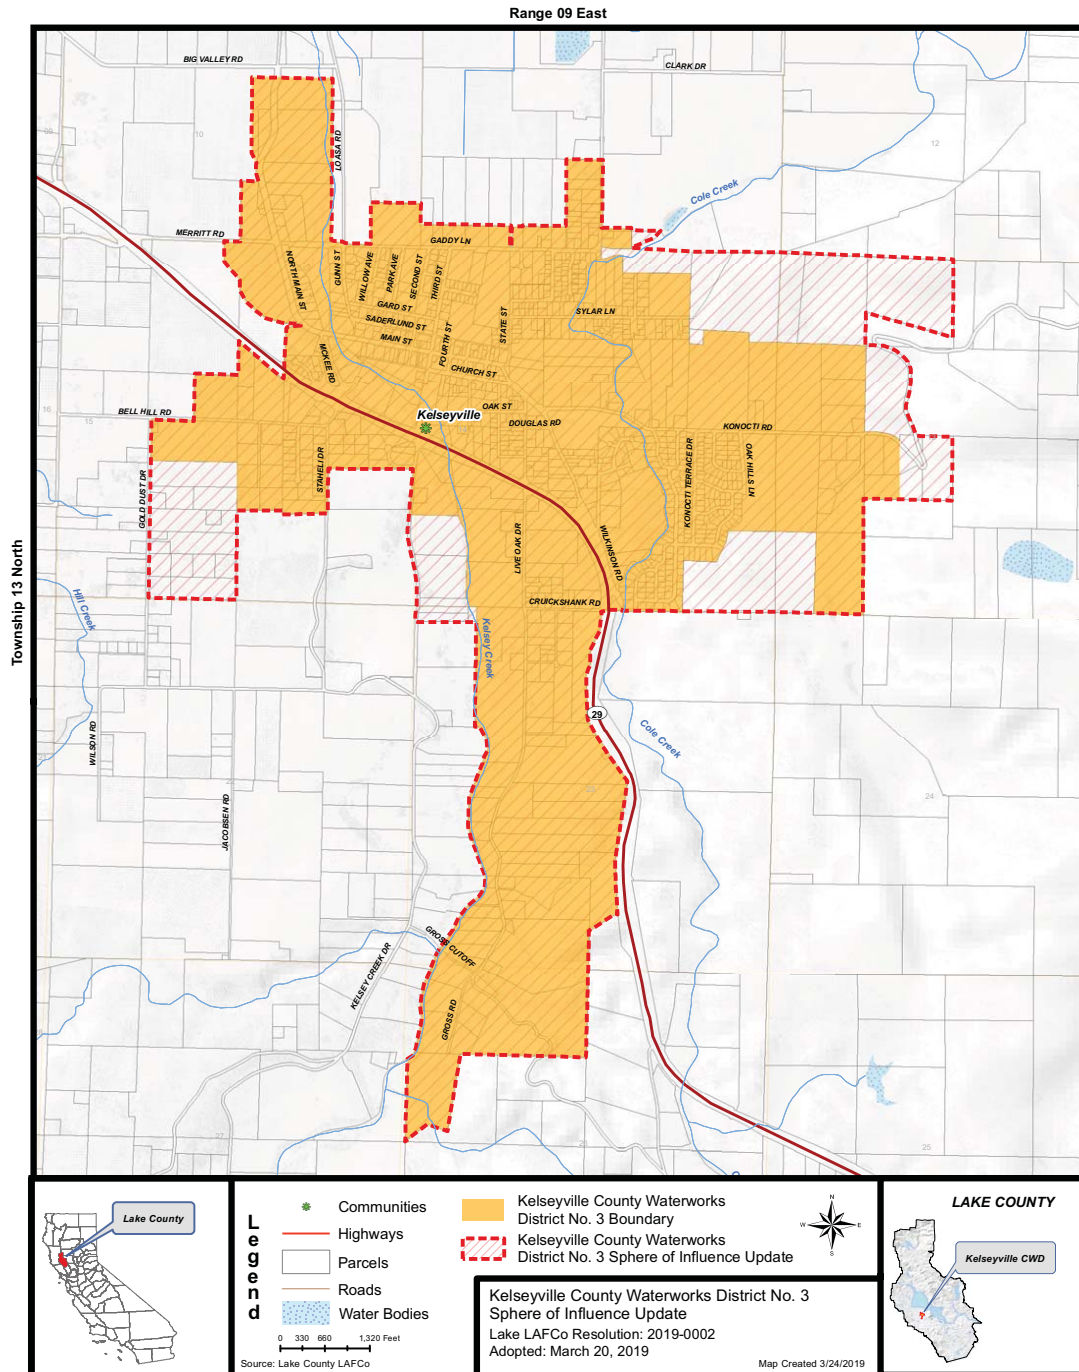 Range 09 East
Township 13 North
BIG VALLEY RD
CLARK DR
LOASA RD
10
12
Cole Creek
MERRITT RD
GADDY LN
NORTH MAIN ST
GUNN ST
WILLOW AVE
PARK AVE
SECOND ST
THIRD ST
GARD ST
SADERLUND ST
MAIN ST
FOURTH ST
STATE ST
SYLAR LN
MCKEE RD
CHURCH ST
OAK ST
DOUGLAS RD
Kelseyville
KONOCTI RD
BELL HILL RD
16
15
STAHELI DR
GOLD DUST DR
KONOCTI TERRACE DR
OAK HILLS LN
LIVE OAK DR
WILKINSON RD
CRUICKSHANK RD
Hill Creek
Kelsey Creek
29
Cole Creek
WILSON RD
JACOBSEN RD
24
GROSS CUTOFF
KELSEY CREEK DR
GROSS RD
27
25
Lake County
Legend
Communities
Highways
Parcels
Roads
Water Bodies
0 330 660 1,320 Feet
Source: Lake County LAFCo
Kelseyville County Waterworks
District No. 3 Boundary
Kelseyville County Waterworks
District No. 3 Sphere of Influence Update
N
W E
S
Kelseyville County Waterworks District No. 3
Sphere of Influence Update
Lake LAFCo Resolution: 2019-0002
Adopted: March 20, 2019
Map Created 3/24/2019
LAKE COUNTY
Kelseyville CWD